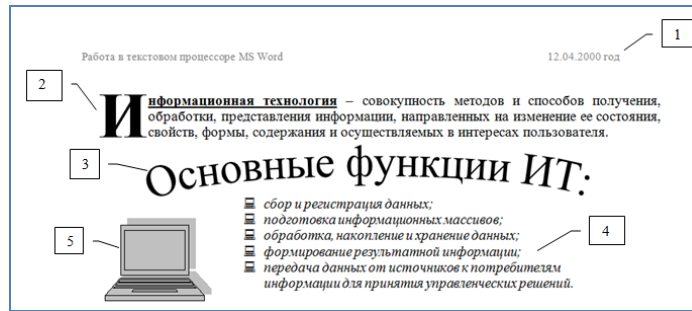 1
Работа в текстовом процессоре MS Word 12.04.2000 год
2
Информационная технология – совокупность методов и способов получения,
обработки, представления информации, направленных на изменение ее состояния,
свойств, формы, содержания и осуществляемых в интересах пользователя.
3
Основные функции ИТ:
сбор и регистрация данных;
подготовка информационных массивов;
обработка, накопление и хранение данных;
4
5
формирование результатной информации;
передача данных от источников к потребителям
информации для принятия управленческих решений.